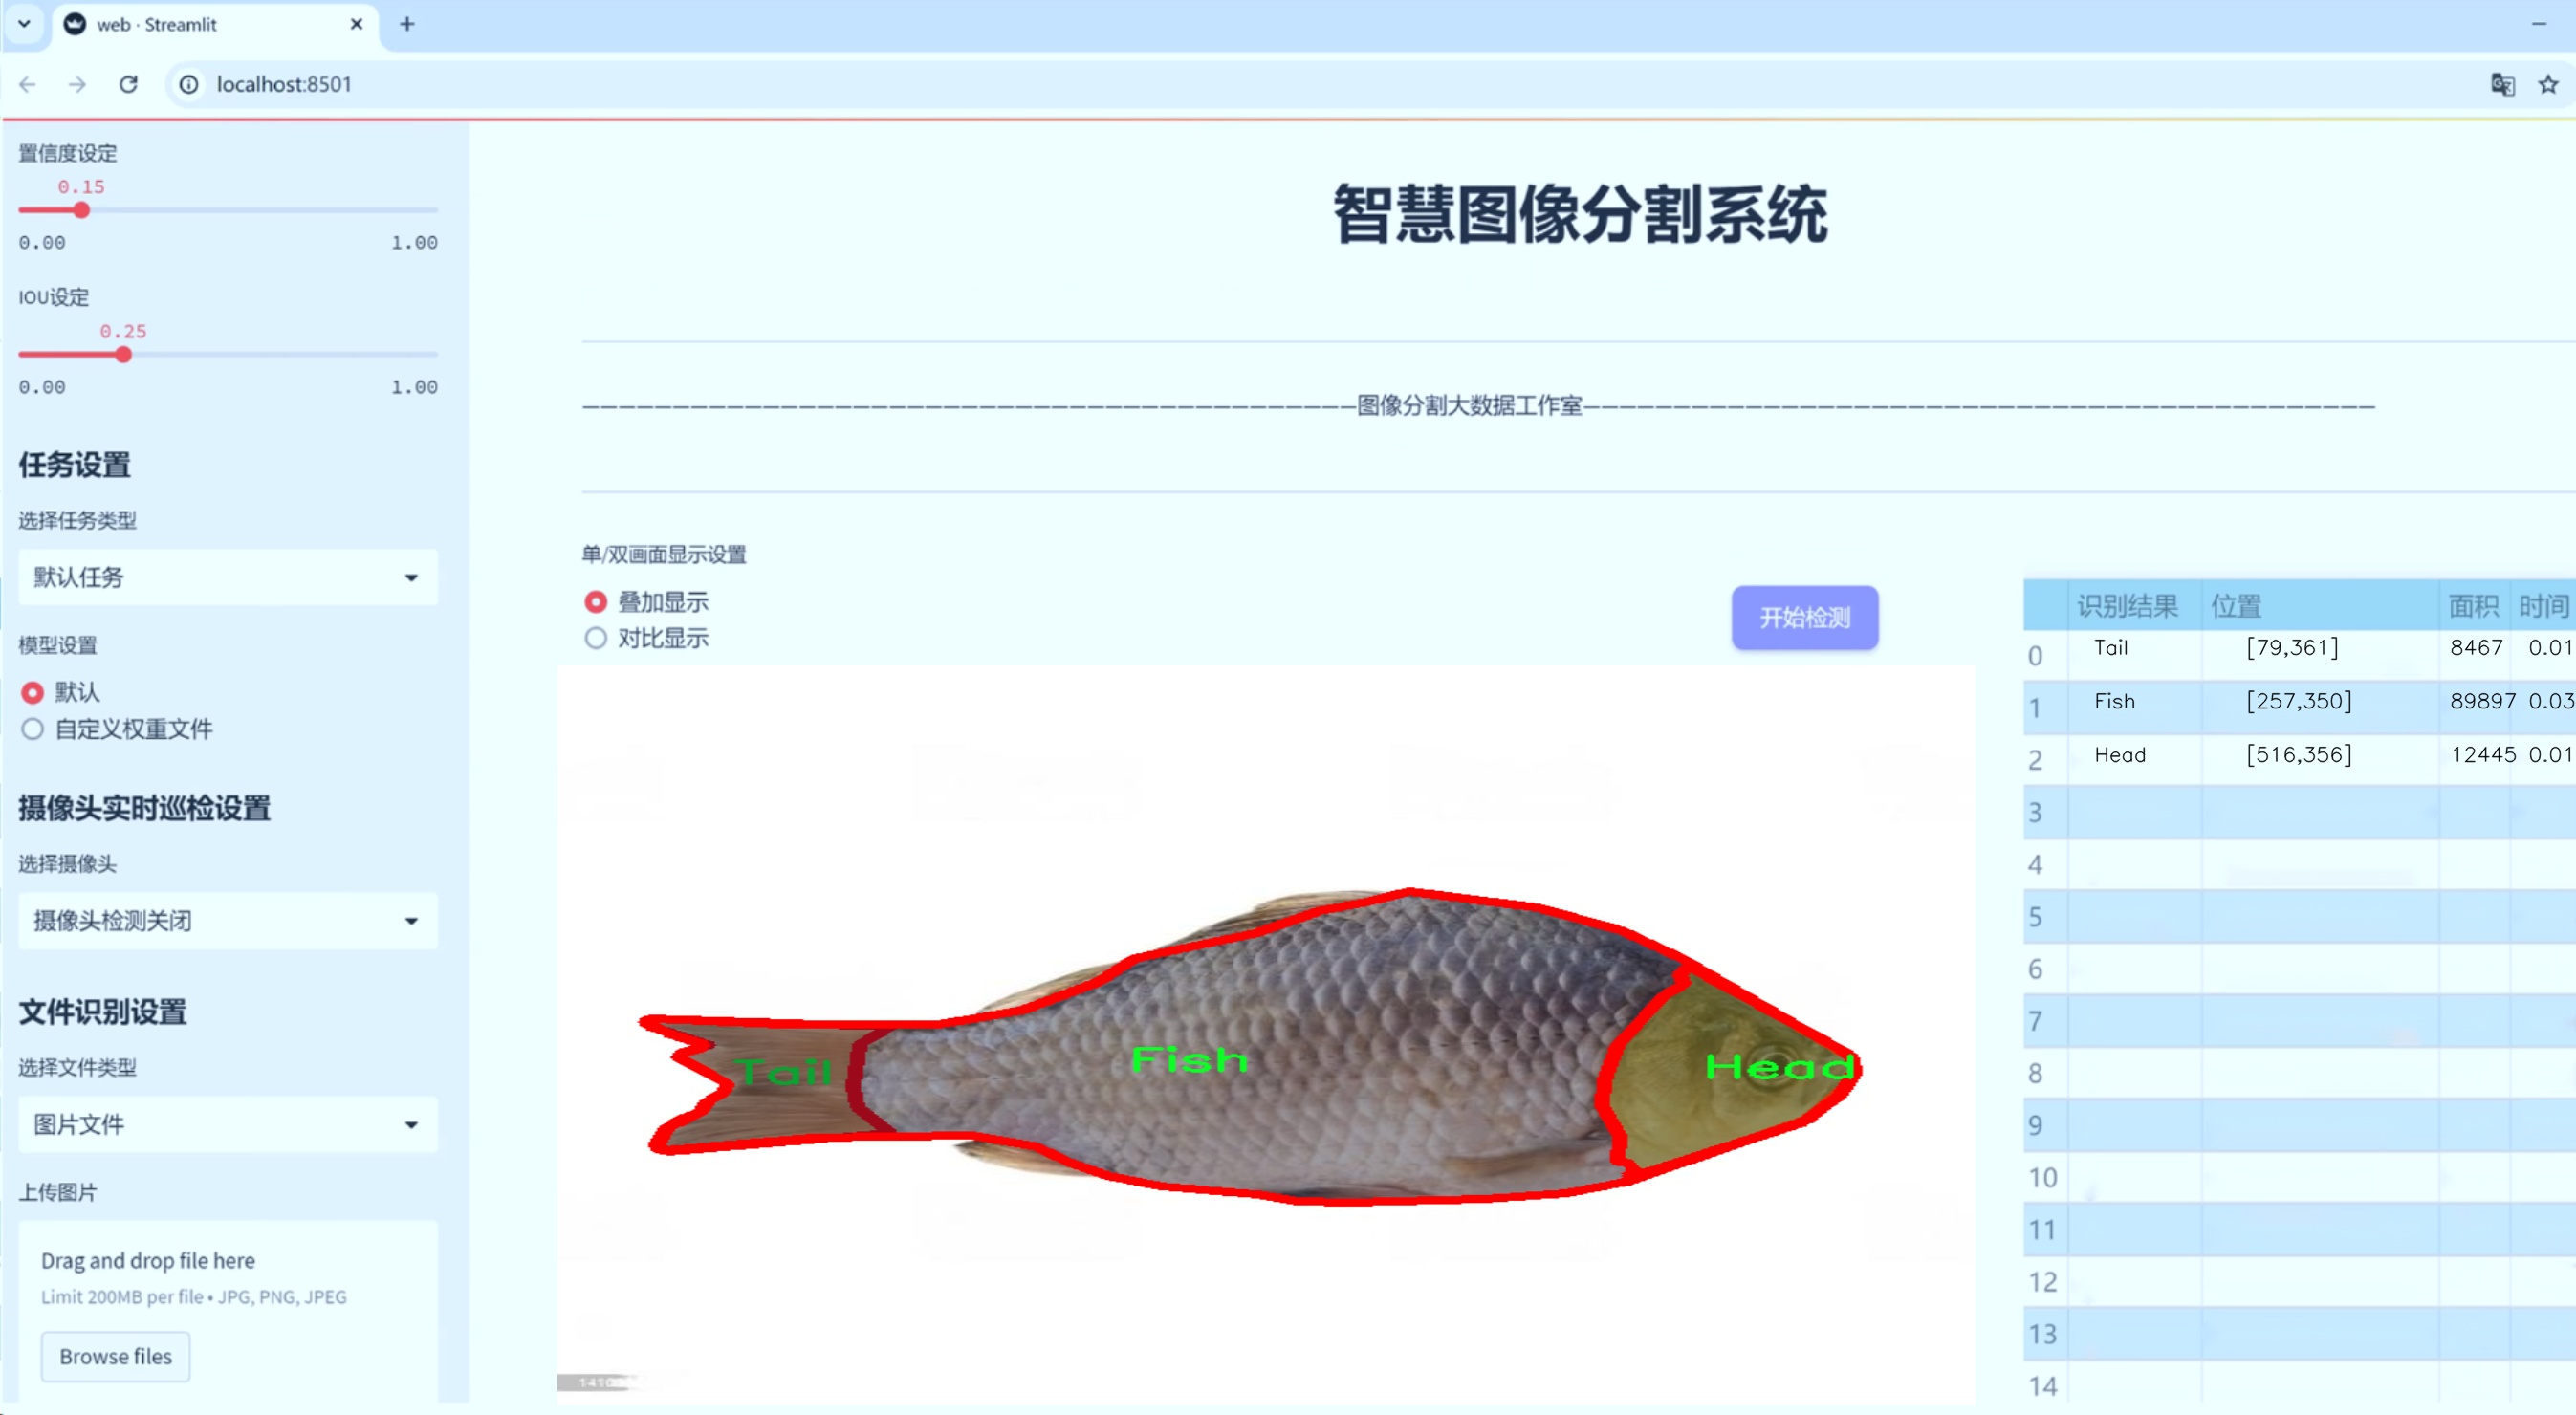 web · Streamlit
localhost:8501
置信度设定
0.15
0.00 1.00
IOU设定
0.25
0.00 1.00
任务设置
选择任务类型
默认任务
模型设置
默认
自定义权重文件
摄像头实时巡检设置
选择摄像头
摄像头检测关闭
文件识别设置
选择文件类型
图片文件
上传图片
Drag and drop file here
Limit 200MB per file • JPG, PNG, JPEG
Browse files
智慧图像分割系统
图像分割大数据工作室
单/双画面显示设置
叠加显示
对比显示
开始检测
Tail
Fish
Head
识别结果 位置 面积 时间
0 Tail [79,361] 8467 0.01
1 Fish [257,350] 89897 0.03
2 Head [516,356] 12445 0.01
3
4
5
6
7
8
9
10
11
12
13
14